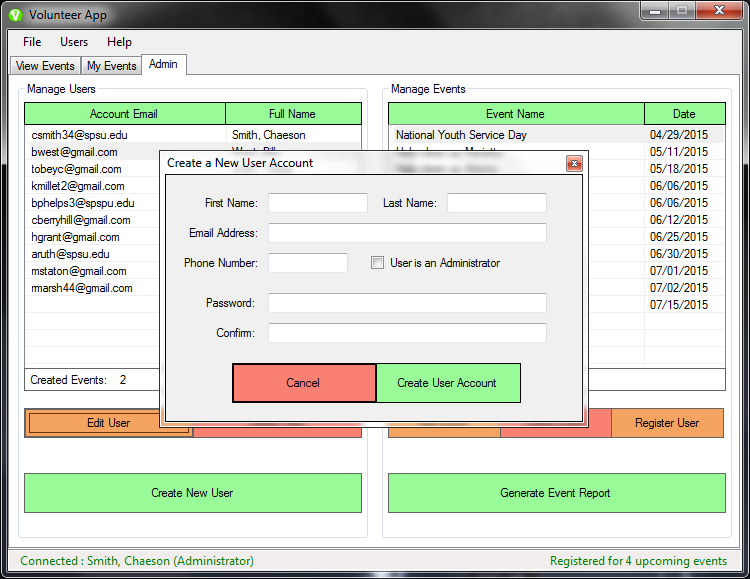 Volunteer App
File Users Help
View Events My Events Admin
Manage Users
Account Email Full Name
csmith34@spsu.edu Smith, Chaeson
bwest@gmail.com
tobeyc@gmail.com
kmillet2@gmail.com
bphelps3@spspu.edu
cberryhill@gmail.com
hgrant@gmail.com
aruth@spsu.edu
mstaton@gmail.com
rmarsh44@gmail.com
Created Events: 2
Edit User
Create New User
Manage Events
Event Name Date
National Youth Service Day 04/29/2015
05/11/2015
05/18/2015
06/06/2015
06/06/2015
06/12/2015
06/25/2015
06/30/2015
07/01/2015
07/02/2015
07/15/2015
Register User
Generate Event Report
Create a New User Account
First Name: Last Name:
Email Address:
Phone Number: User is an Administrator
Password:
Confirm:
Cancel Create User Account
Connected : Smith, Chaeson (Administrator) Registered for 4 upcoming events